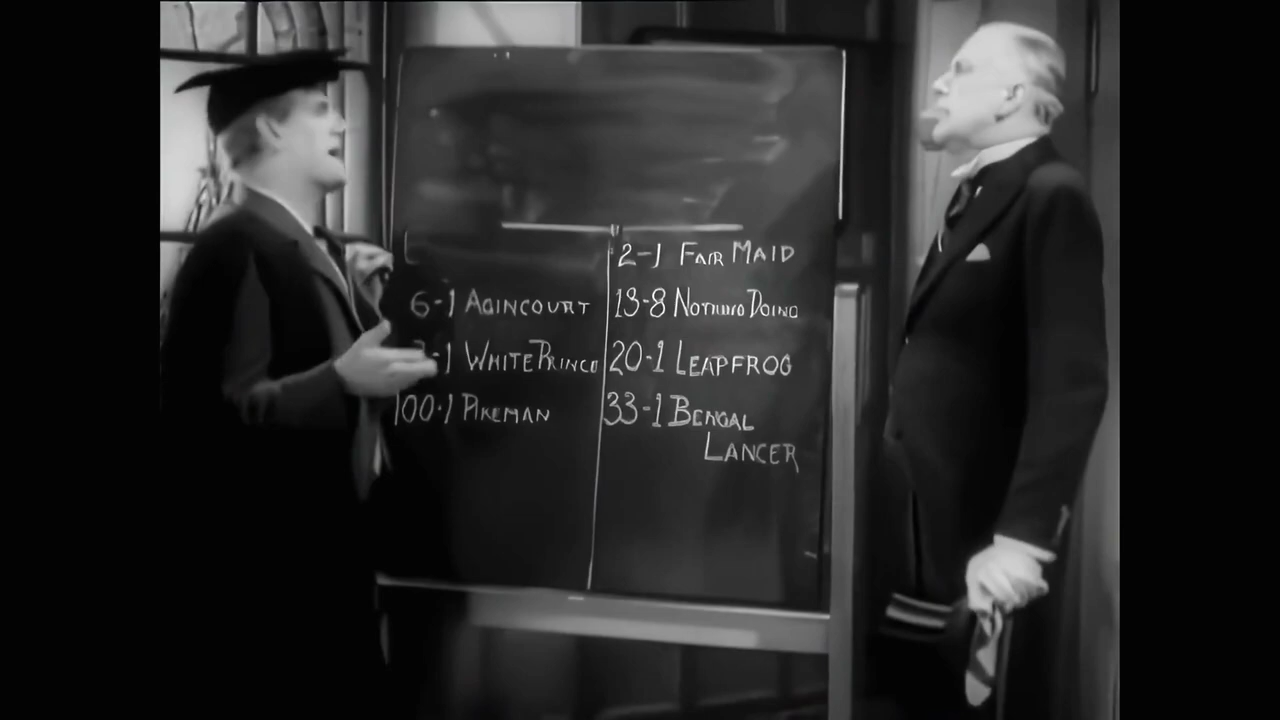 6-1 AGINCOURT
-1 WHITE PRINCE
100-1 PIKEMAN
2-1 FAIR MAID
13-8 NOTHING DOING
20-1 LEAPFROG
33-1 BENGAL
LANCER